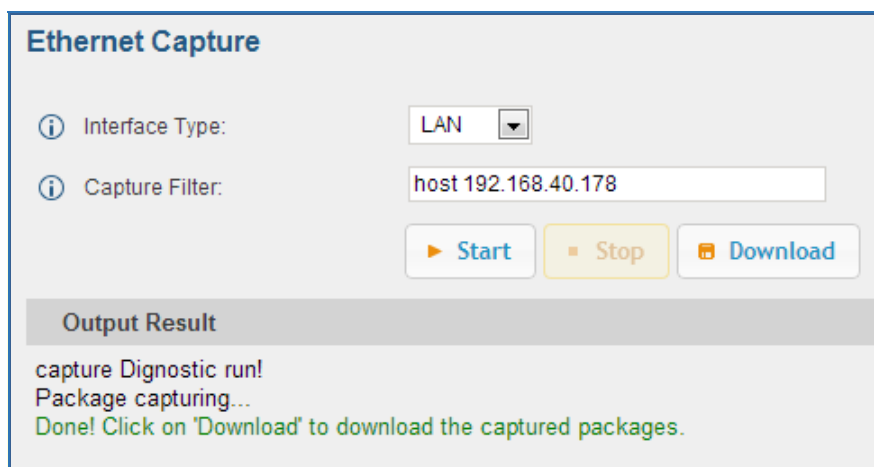 Ethernet Capture
Interface Type:
LAN
Capture Filter:
host 192.168.40.178
Start
Stop
Download
Output Result
capture Dignostic run!
Package capturing...
Done! Click on 'Download' to download the captured packages.